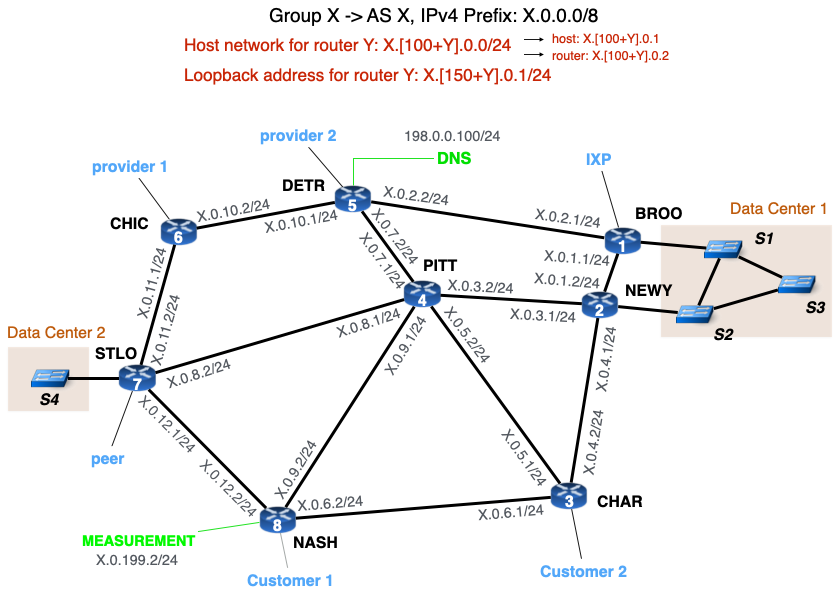 Group X -> AS X, IPv4 Prefix: X.0.0.0/8
Host network for router Y: X.[100+Y].0.0/24
host: X.[100+Y].0.1
router: X.[100+Y].0.2
Loopback address for router Y: X.[150+Y].0.1/24
provider 2
198.0.0.100/24
DNS
provider 1
IXP
DETR
5
X.0.2.2/24
CHIC
6
X.0.10.2/24
X.0.10.1/24
X.0.7.2/24
X.0.7.1/24
X.0.2.1/24
BROO
1
X.0.1.1/24
Data Center 1
S1
S2
S3
PITT
4
X.0.3.2/24
X.0.1.2/24
NEWY
2
X.0.3.1/24
X.0.11.1/24
X.0.11.2/24
Data Center 2
S4
STLO
7
X.0.8.2/24
X.0.8.1/24
X.0.9.1/24
X.0.5.2/24
X.0.4.1/24
X.0.4.2/24
X.0.12.1/24
X.0.12.2/24
peer
X.0.9.2/24
X.0.5.1/24
X.0.6.2/24
X.0.6.1/24
3
CHAR
8
NASH
MEASUREMENT
X.0.199.2/24
Customer 1
Customer 2